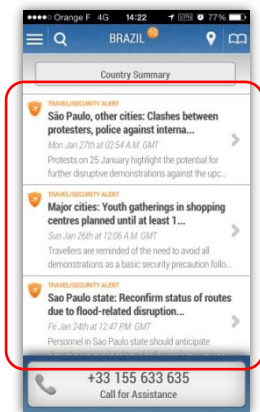 Orange F 4G 14:22 VPN 77%
BRAZIL
Country Summary
TRAVEL/SECURITY ALERT
São Paulo, other cities: Clashes between
protesters, police against interna...
Mon Jan 27th at 02:54 A.M. GMT
Protests on 25 January highlight the potential for
further disruptive demonstrations against the upc...
TRAVEL/SECURITY ALERT
Major cities: Youth gatherings in shopping
centres planned until at least 1...
Sun Jan 26th at 12:06 A.M. GMT
Travellers are reminded of the need to avoid all
demonstrations as a basic security precaution follo...
TRAVEL/SECURITY ALERT
Sao Paulo state: Reconfirm status of routes
due to flood-related disruption...
Fri Jan 24th at 12:47 P.M. GMT
Personnel in Sao Paulo state should anticipate
+33 155 633 635
Call for Assistance